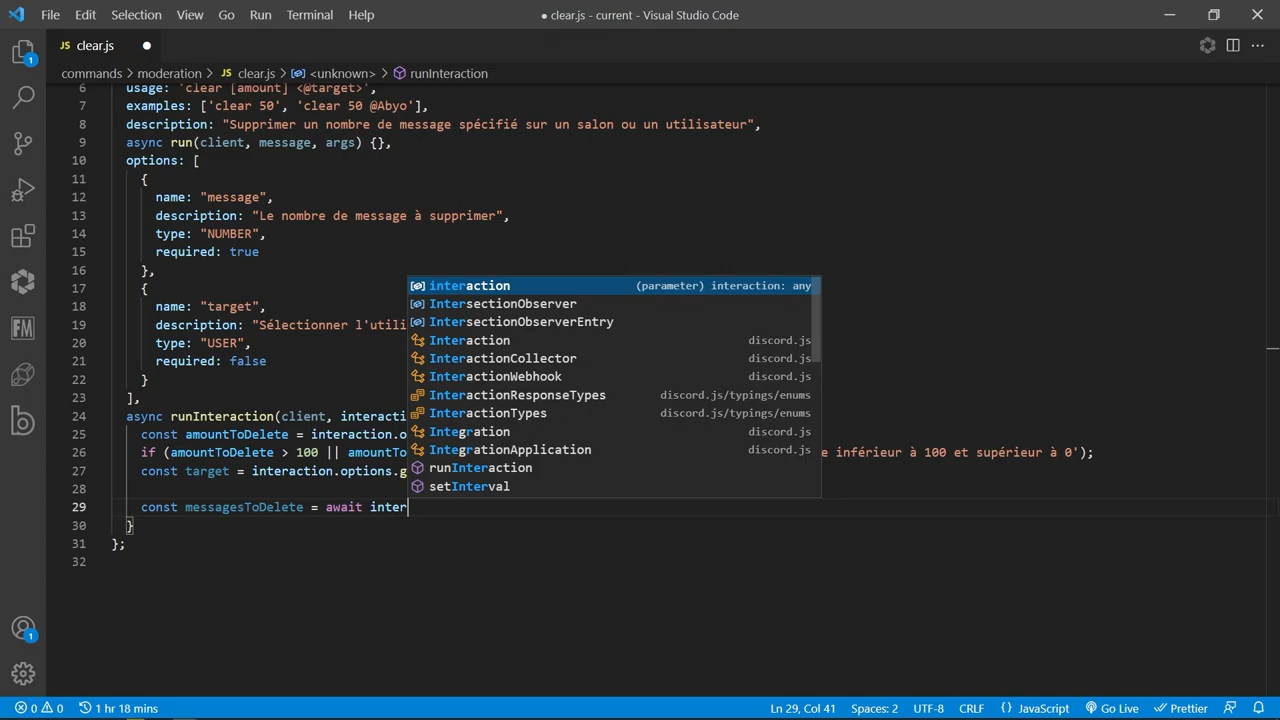 File Edit Selection View Go Run Terminal Help ● clear.js - current - Visual Studio Code
JS clear.js
commands > moderation > JS clear.js > <unknown> > runInteraction
6 usage: 'clear [amount] <@target>',
7 examples: ['clear 50', 'clear 50 @Abyo'],
8 description: "Supprimer un nombre de message spécifié sur un salon ou un utilisateur",
9 async run(client, message, args) {},
10 options: [
11 {
12 name: "message",
13 description: "Le nombre de message à supprimer",
14 type: "NUMBER",
15 required: true
16 },
17 {
18 name: "target",
19 description: "Sélectionner l'utili
20 type: "USER",
21 required: false
22 }
23 ],
24 async runInteraction(client, interacti
25 const amountToDelete = interaction.o
26 if (amountToDelete > 100 || amountTo e inférieur à 100 et supérieur à 0');
27 const target = interaction.options.g
28
29 const messagesToDelete = await inter
30 }
31 };
32
interaction (parameter) interaction: any
IntersectionObserver
IntersectionObserverEntry
Interaction discord.js
InteractionCollector discord.js
InteractionWebhook discord.js
InteractionResponseTypes discord.js/typings/enums
InteractionTypes discord.js/typings/enums
Integration discord.js
IntegrationApplication discord.js
runInteraction
setInterval
1
FM
b
1
0 0 1 hr 18 mins Ln 29, Col 41 Spaces: 2 UTF-8 CRLF {} JavaScript Go Live Prettier